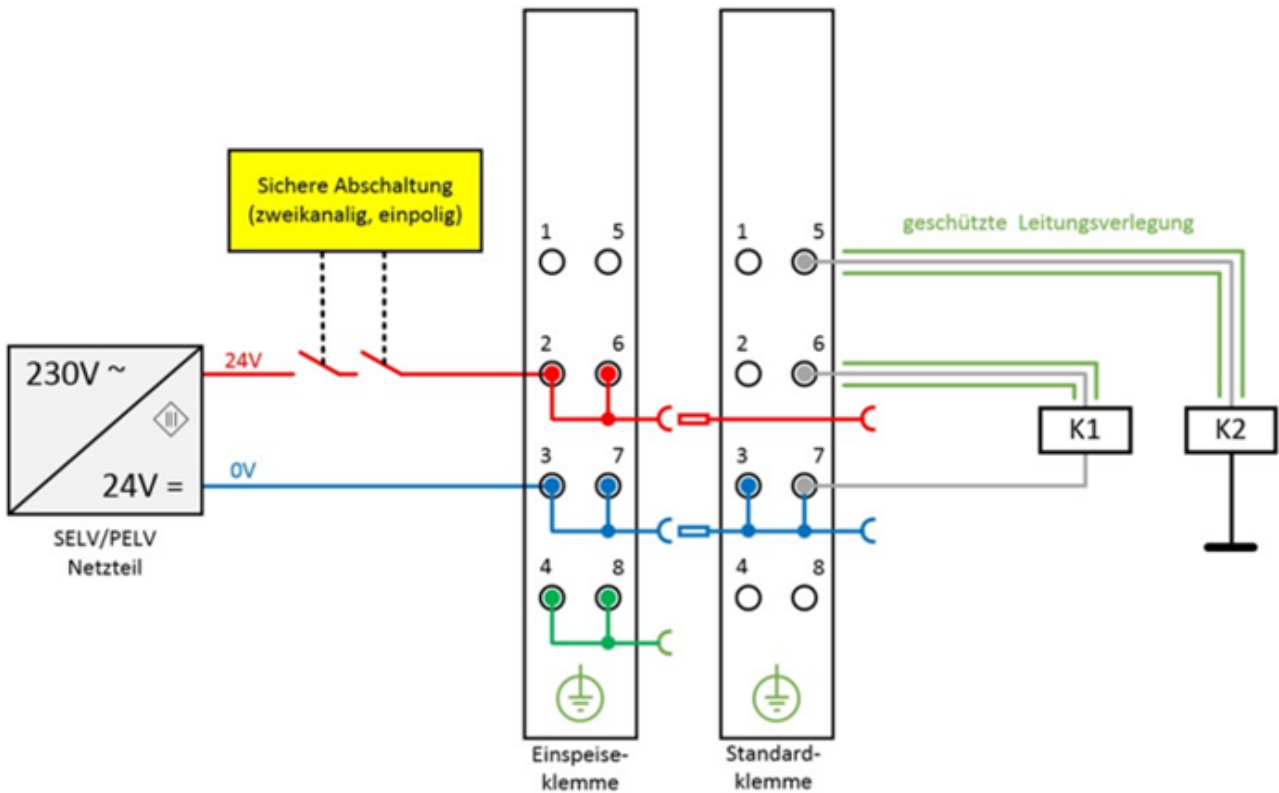 Sichere Abschaltung
(zweikanalig, einpolig)
1 5
1 5
geschützte Leitungsverlegung
230V ~
24V =
III
24V
2 6
2 6
K1
K2
0V
3 7
3 7
SELV/PELV
Netzteil
4 8
4 8
Einspeise-
klemme
Standard-
klemme